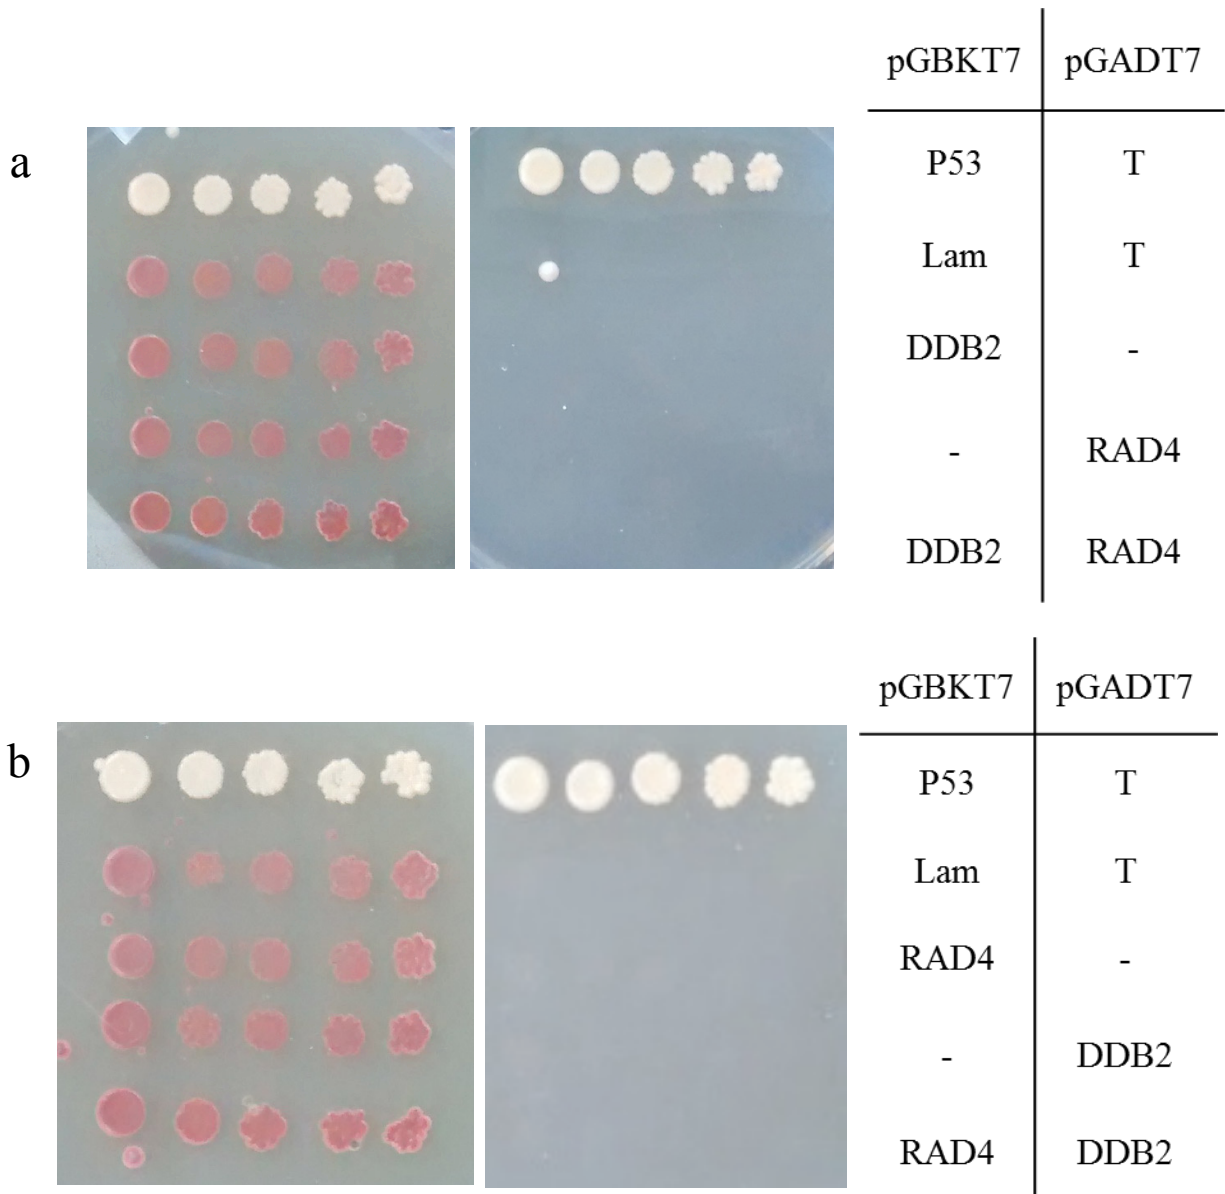 a
pGBKT7 pGADT7
P53 T
Lam T
DDB2 -
- RAD4
DDB2 RAD4
b
pGBKT7 pGADT7
P53 T
Lam T
RAD4 -
- DDB2
RAD4 DDB2